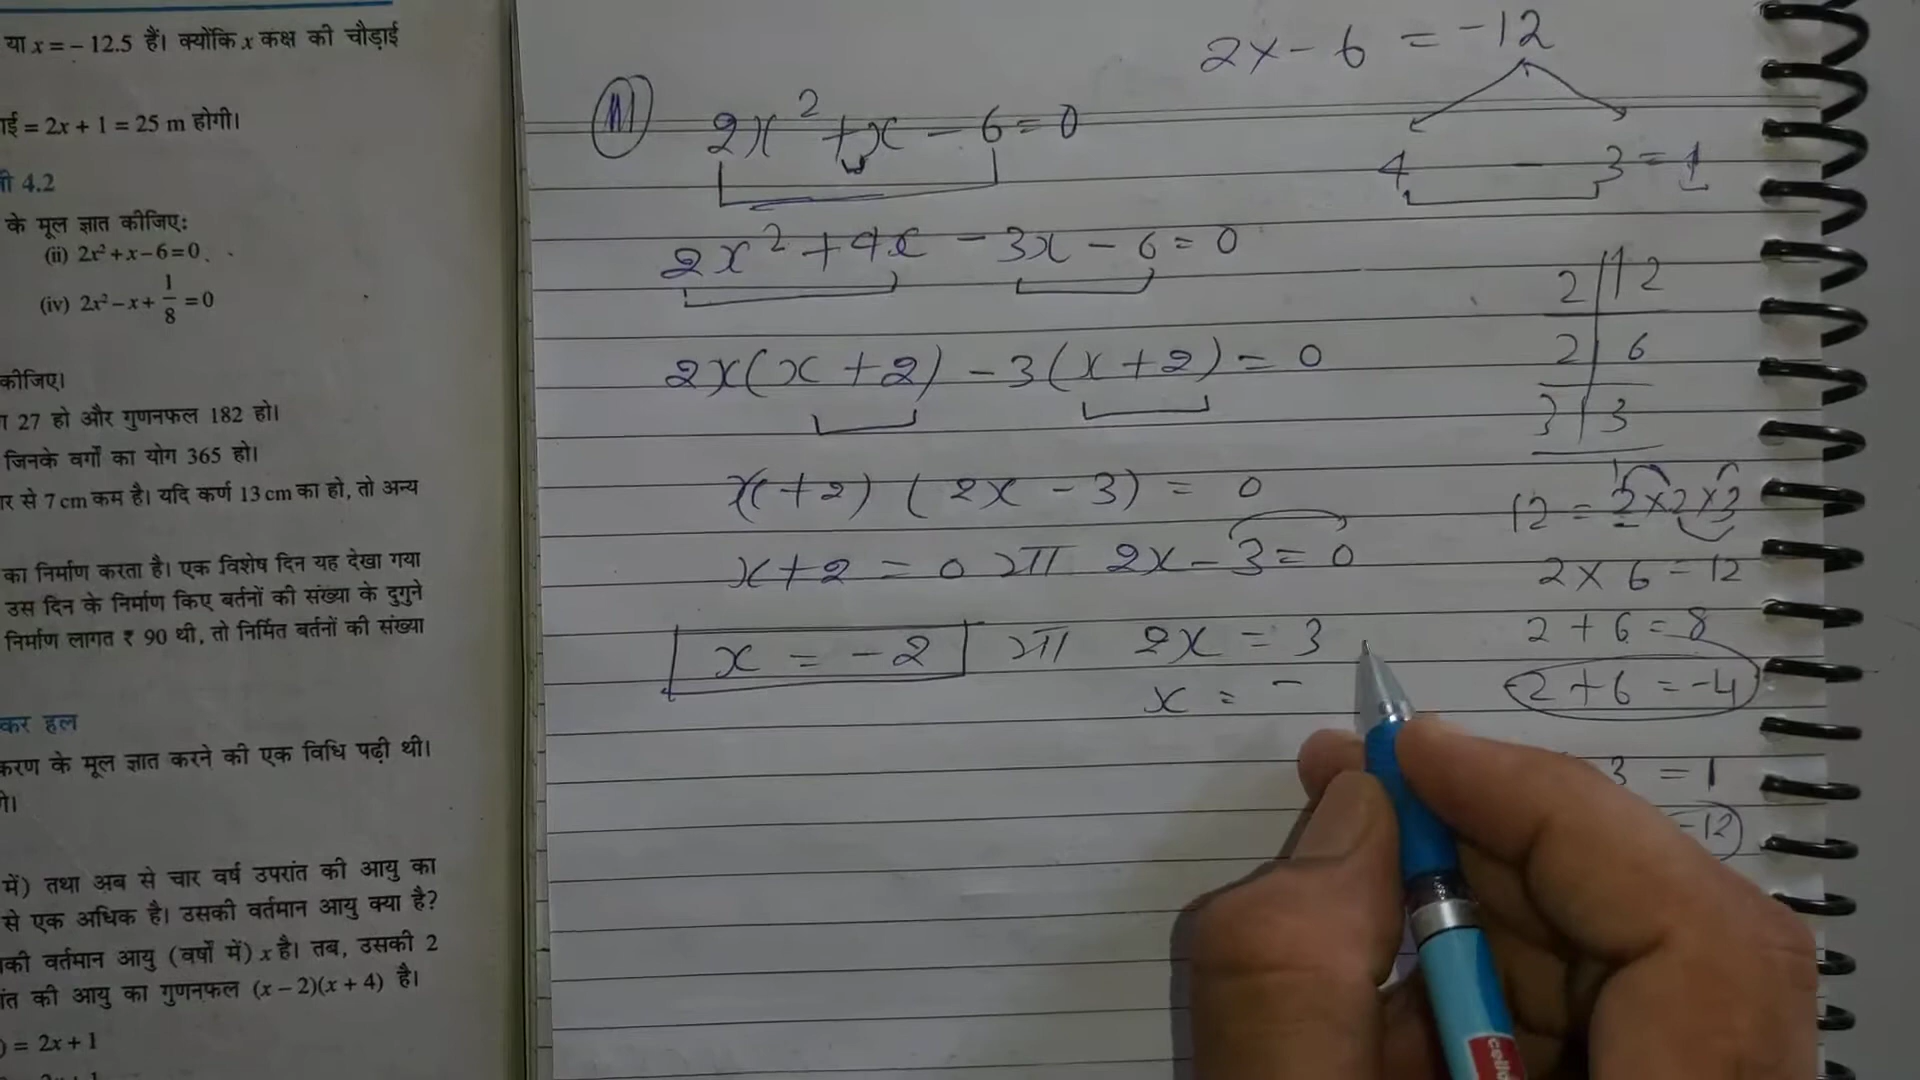 या x = – 12.5 हैं। क्योंकि x कक्ष की चौड़ाई
ई = 2x + 1 = 25 m होगी।
4.2
के मूल ज्ञात कीजिए:
(ii) 2x² + x – 6 = 0
(iv) 2x² – x + 1/8 = 0
कीजिए।
27 हो और गुणनफल 182 हो।
जिनके वर्गों का योग 365 हो।
से 7 cm कम है। यदि कर्ण 13 cm का हो, तो अन्य
का निर्माण करता है। एक विशेष दिन यह देखा गया
उस दिन के निर्माण किए बर्तनों की संख्या के दुगुने
निर्माण लागत ₹ 90 थी, तो निर्मित बर्तनों की संख्या
कर हल
करण के मूल ज्ञात करने की एक विधि पढ़ी थी।
में) तथा अब से चार वर्ष उपरांत की आयु का
से एक अधिक है। उसकी वर्तमान आयु क्या है?
की वर्तमान आयु (वर्षों में) x है। तब, उसकी 2
त की आयु का गुणनफल (x – 2)(x + 4) है।
) = 2x + 1
2x² + x – 6 = 0
2x² + 4x – 3x – 6 = 0
2x(x + 2) – 3(x + 2) = 0
x(+2) (2x – 3) = 0
x + 2 = 0 या 2x – 3 = 0
x = -2 या 2x = 3
x = -
2x – 6 = -12
4 – 3 = 1
2 | 12
2 | 6
3 | 3
12 = 2×2×3
2 × 6 = 12
2 + 6 = 8
-2 + 6 = -4
3 = 1
-12
cello